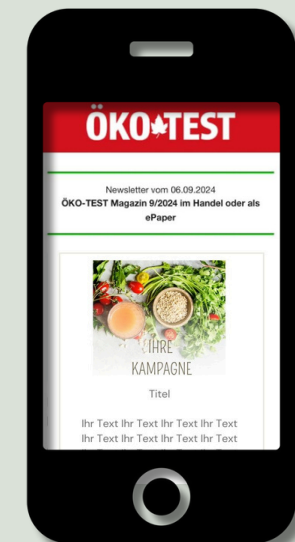 ÖKO TEST
Newsletter vom 06.09.2024
ÖKO-TEST Magazin 9/2024 im Handel oder als
ePaper
IHRE
KAMPAGNE
Titel
Ihr Text Ihr Text Ihr Text Ihr Text
Ihr Text Ihr Text Ihr Text Ihr Text